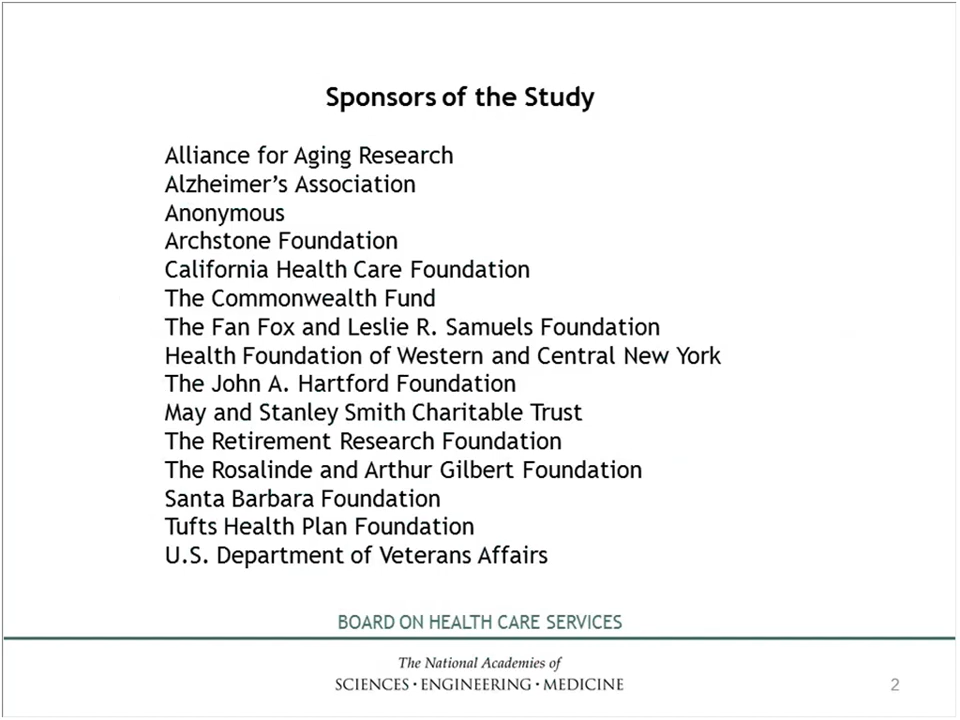 Sponsors of the Study
Alliance for Aging Research
Alzheimer’s Association
Anonymous
Archstone Foundation
California Health Care Foundation
The Commonwealth Fund
The Fan Fox and Leslie R. Samuels Foundation
Health Foundation of Western and Central New York
The John A. Hartford Foundation
May and Stanley Smith Charitable Trust
The Retirement Research Foundation
The Rosalinde and Arthur Gilbert Foundation
Santa Barbara Foundation
Tufts Health Plan Foundation
U.S. Department of Veterans Affairs
BOARD ON HEALTH CARE SERVICES
The National Academies of
SCIENCES · ENGINEERING · MEDICINE
2